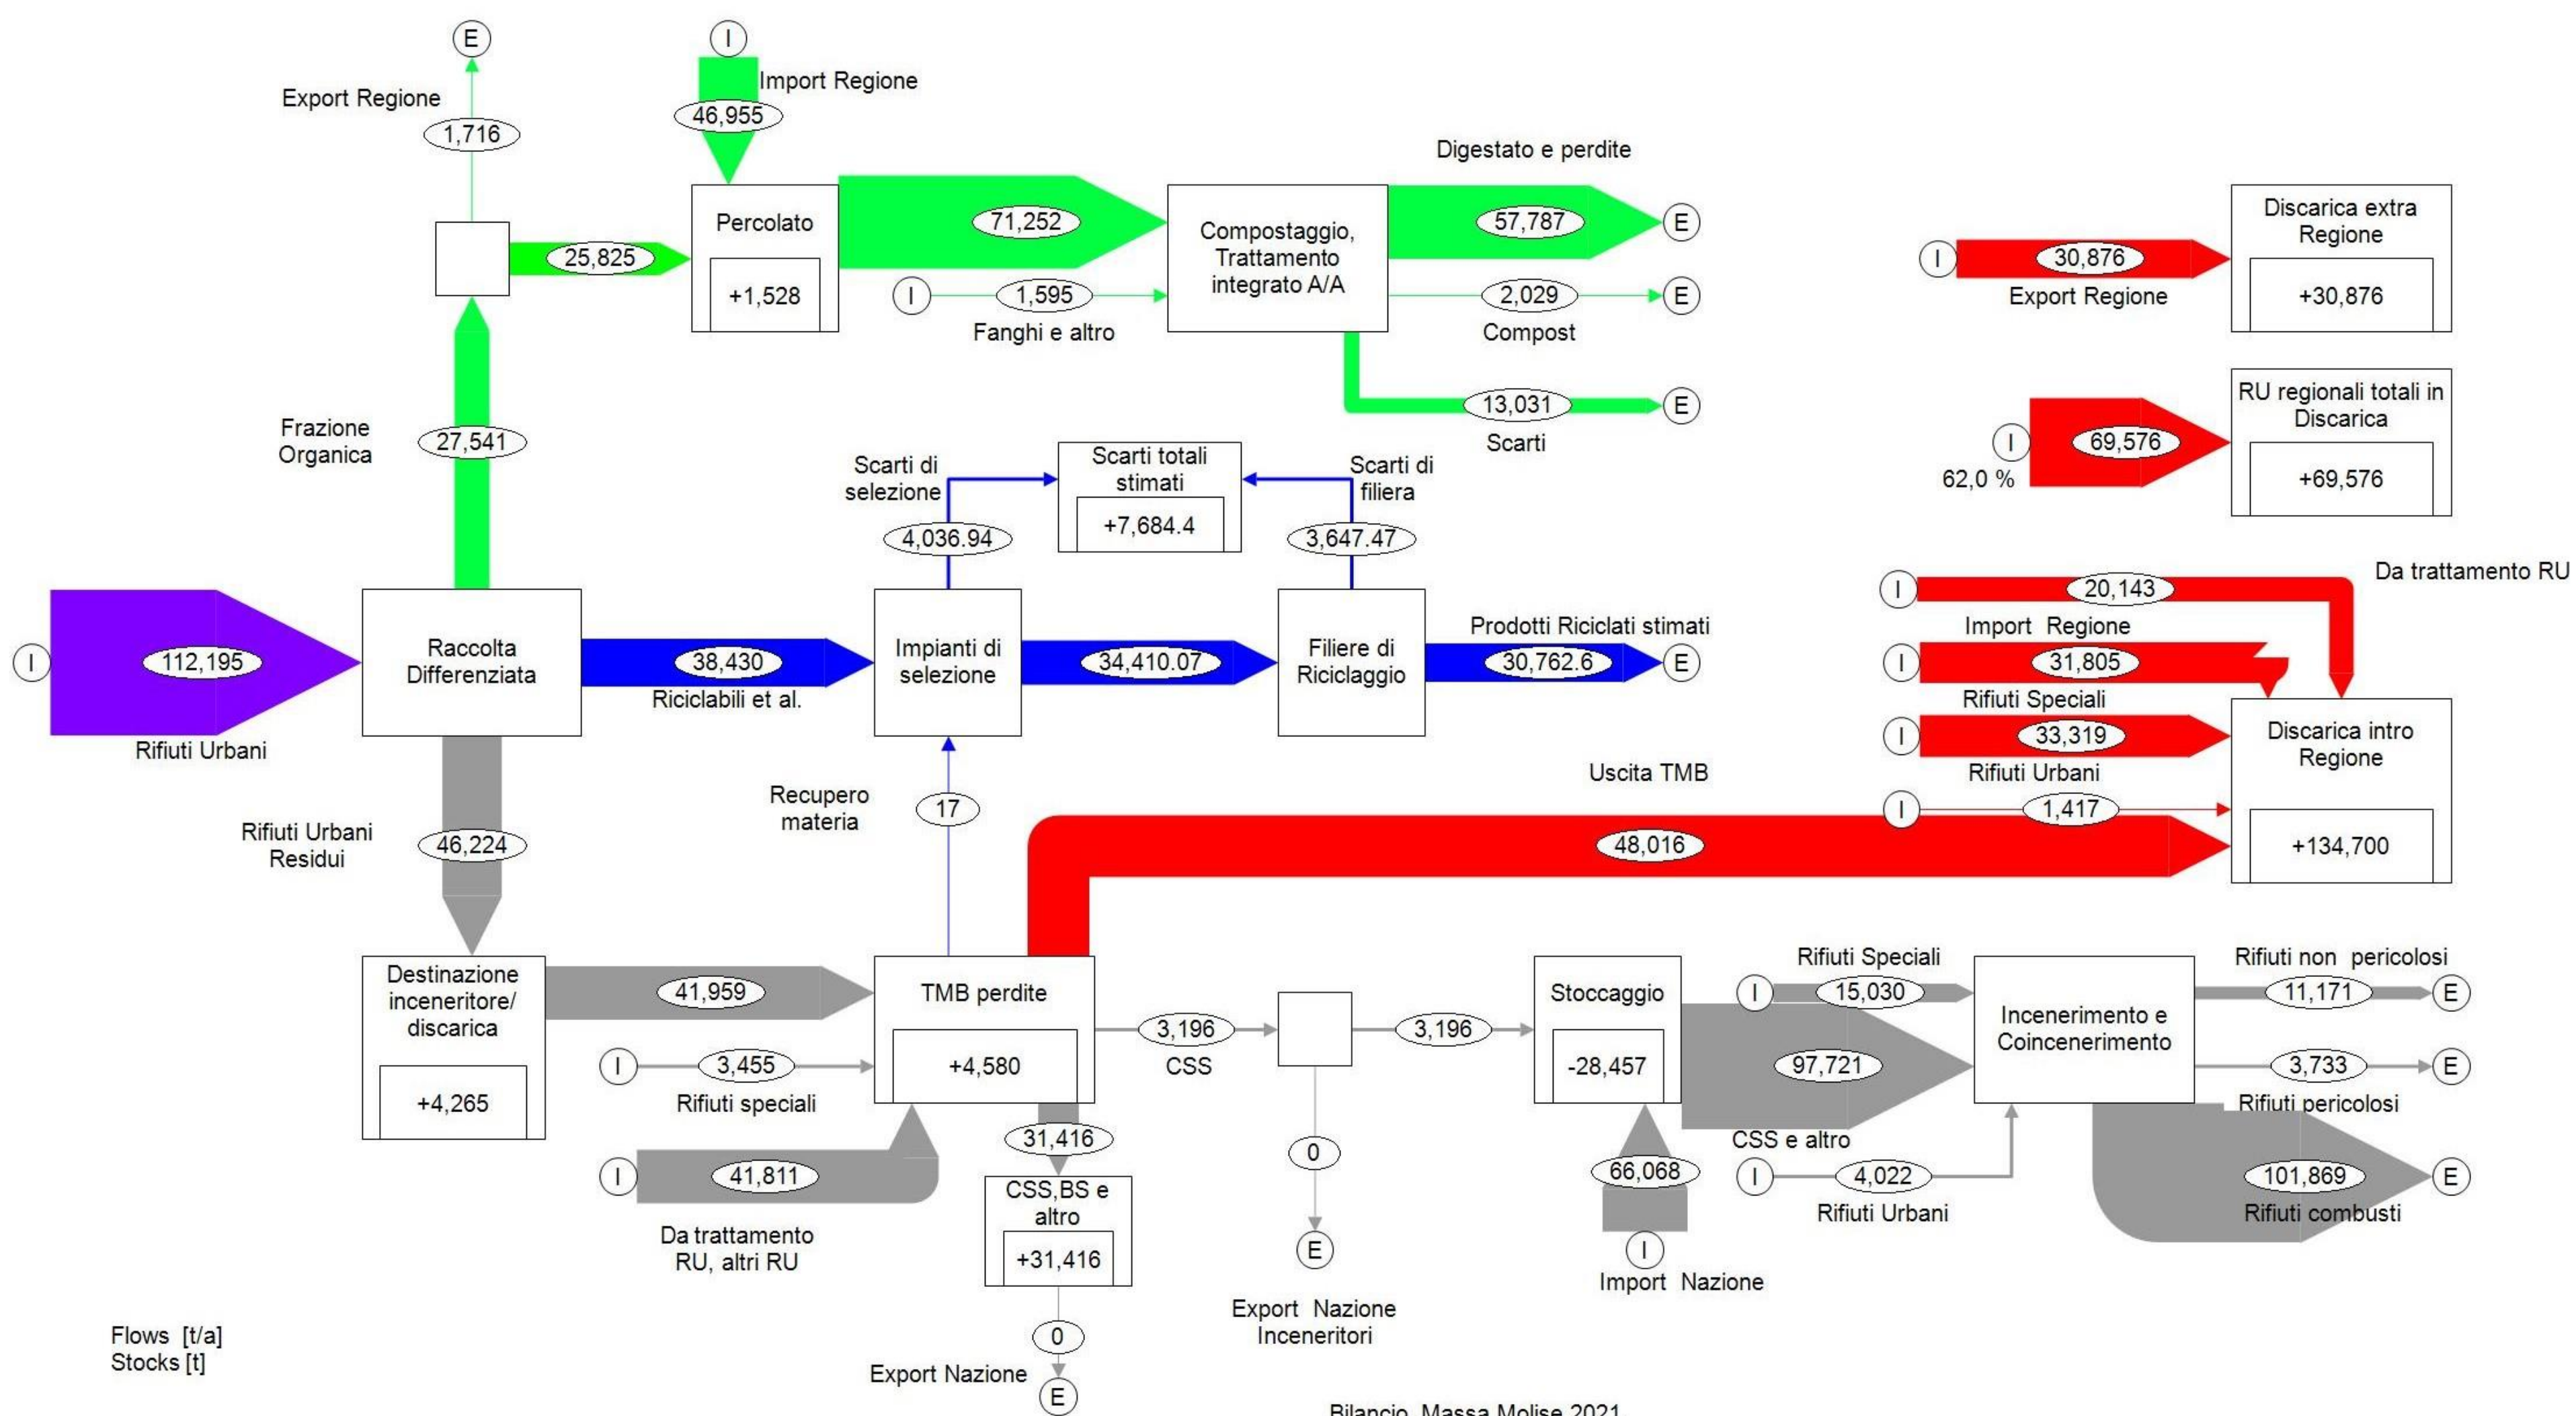 E
I
Export Regione
Import Regione
1,716
46,955
Digestato e perdite
Percolato
+1,528
71,252
Compostaggio,
Trattamento
integrato A/A
57,787
E
25,825
I
1,595
Fanghi e altro
2,029
E
Compost
13,031
E
Scarti
Discarica extra
Regione
+30,876
I
30,876
Export Regione
RU regionali totali in
Discarica
+69,576
I
69,576
62,0 %
Frazione
Organica
27,541
Scarti di
selezione
Scarti totali
stimati
+7,684.4
Scarti di
filiera
4,036.94
3,647.47
I
112,195
Rifiuti Urbani
Raccolta
Differenziata
38,430
Riciclabili et al.
Impianti di
selezione
34,410.07
Filiere di
Riciclaggio
Prodotti Riciclati stimati
30,762.6
E
Da trattamento RU
I
20,143
Import  Regione
I
31,805
Rifiuti Speciali
I
33,319
Rifiuti Urbani
I
1,417
Discarica intro
Regione
+134,700
Uscita TMB
48,016
Recupero
materia
17
Rifiuti Urbani
Residui
46,224
Destinazione
inceneritore/
discarica
+4,265
41,959
I
3,455
Rifiuti speciali
I
41,811
Da trattamento
RU, altri RU
TMB perdite
+4,580
31,416
CSS,BS e
altro
+31,416
0
Export Nazione
E
3,196
CSS
3,196
0
E
Export  Nazione
Inceneritori
Stoccaggio
-28,457
66,068
I
Import  Nazione
Rifiuti Speciali
I
15,030
97,721
CSS e altro
I
4,022
Rifiuti Urbani
Incenerimento e
Coincenerimento
Rifiuti non  pericolosi
11,171
E
3,733
E
Rifiuti pericolosi
101,869
E
Rifiuti combusti
Flows  [t/a]
Stocks [t]
Bilancio  Massa Molise 2021.